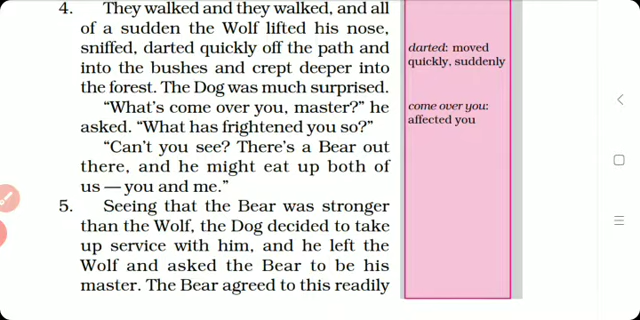 4. They walked and they walked, and all
of a sudden the Wolf lifted his nose,
sniffed, darted quickly off the path and
into the bushes and crept deeper into
the forest. The Dog was much surprised.
“What’s come over you, master?” he
asked. “What has frightened you so?”
“Can’t you see? There’s a Bear out
there, and he might eat up both of
us — you and me.”
5. Seeing that the Bear was stronger
than the Wolf, the Dog decided to take
up service with him, and he left the
Wolf and asked the Bear to be his
master. The Bear agreed to this readily
darted: moved
quickly, suddenly
come over you:
affected you